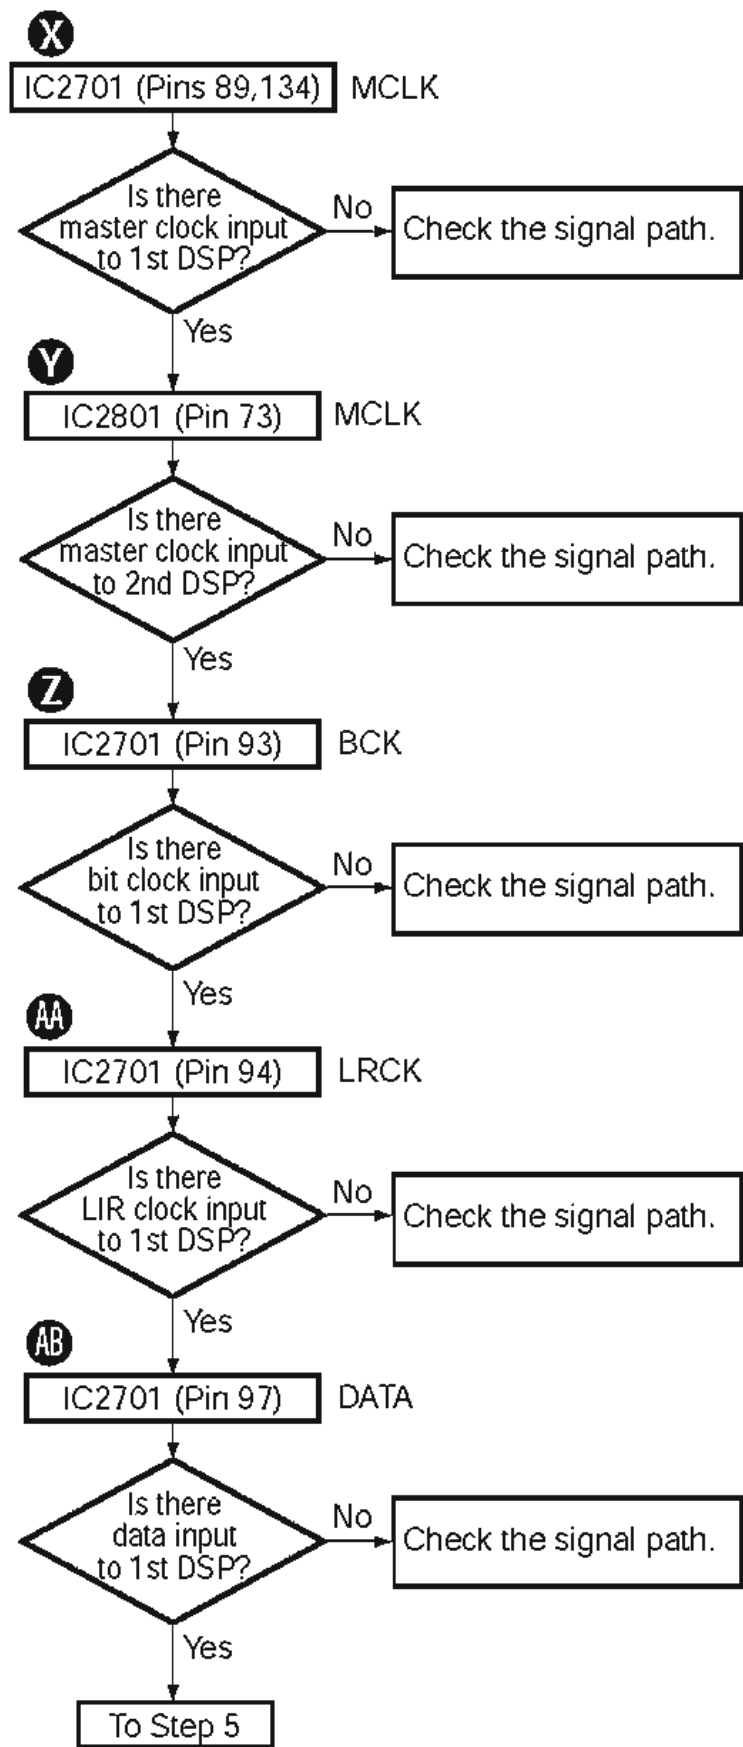 X
IC2701 (Pins 89,134) MCLK
Is there
master clock input
to 1st DSP?
No
Check the signal path.
Yes
Y
IC2801 (Pin 73) MCLK
Is there
master clock input
to 2nd DSP?
No
Check the signal path.
Yes
Z
IC2701 (Pin 93) BCK
Is there
bit clock input
to 1st DSP?
No
Check the signal path.
Yes
AA
IC2701 (Pin 94) LRCK
Is there
LIR clock input
to 1st DSP?
No
Check the signal path.
Yes
AB
IC2701 (Pin 97) DATA
Is there
data input
to 1st DSP?
No
Check the signal path.
Yes
To Step 5